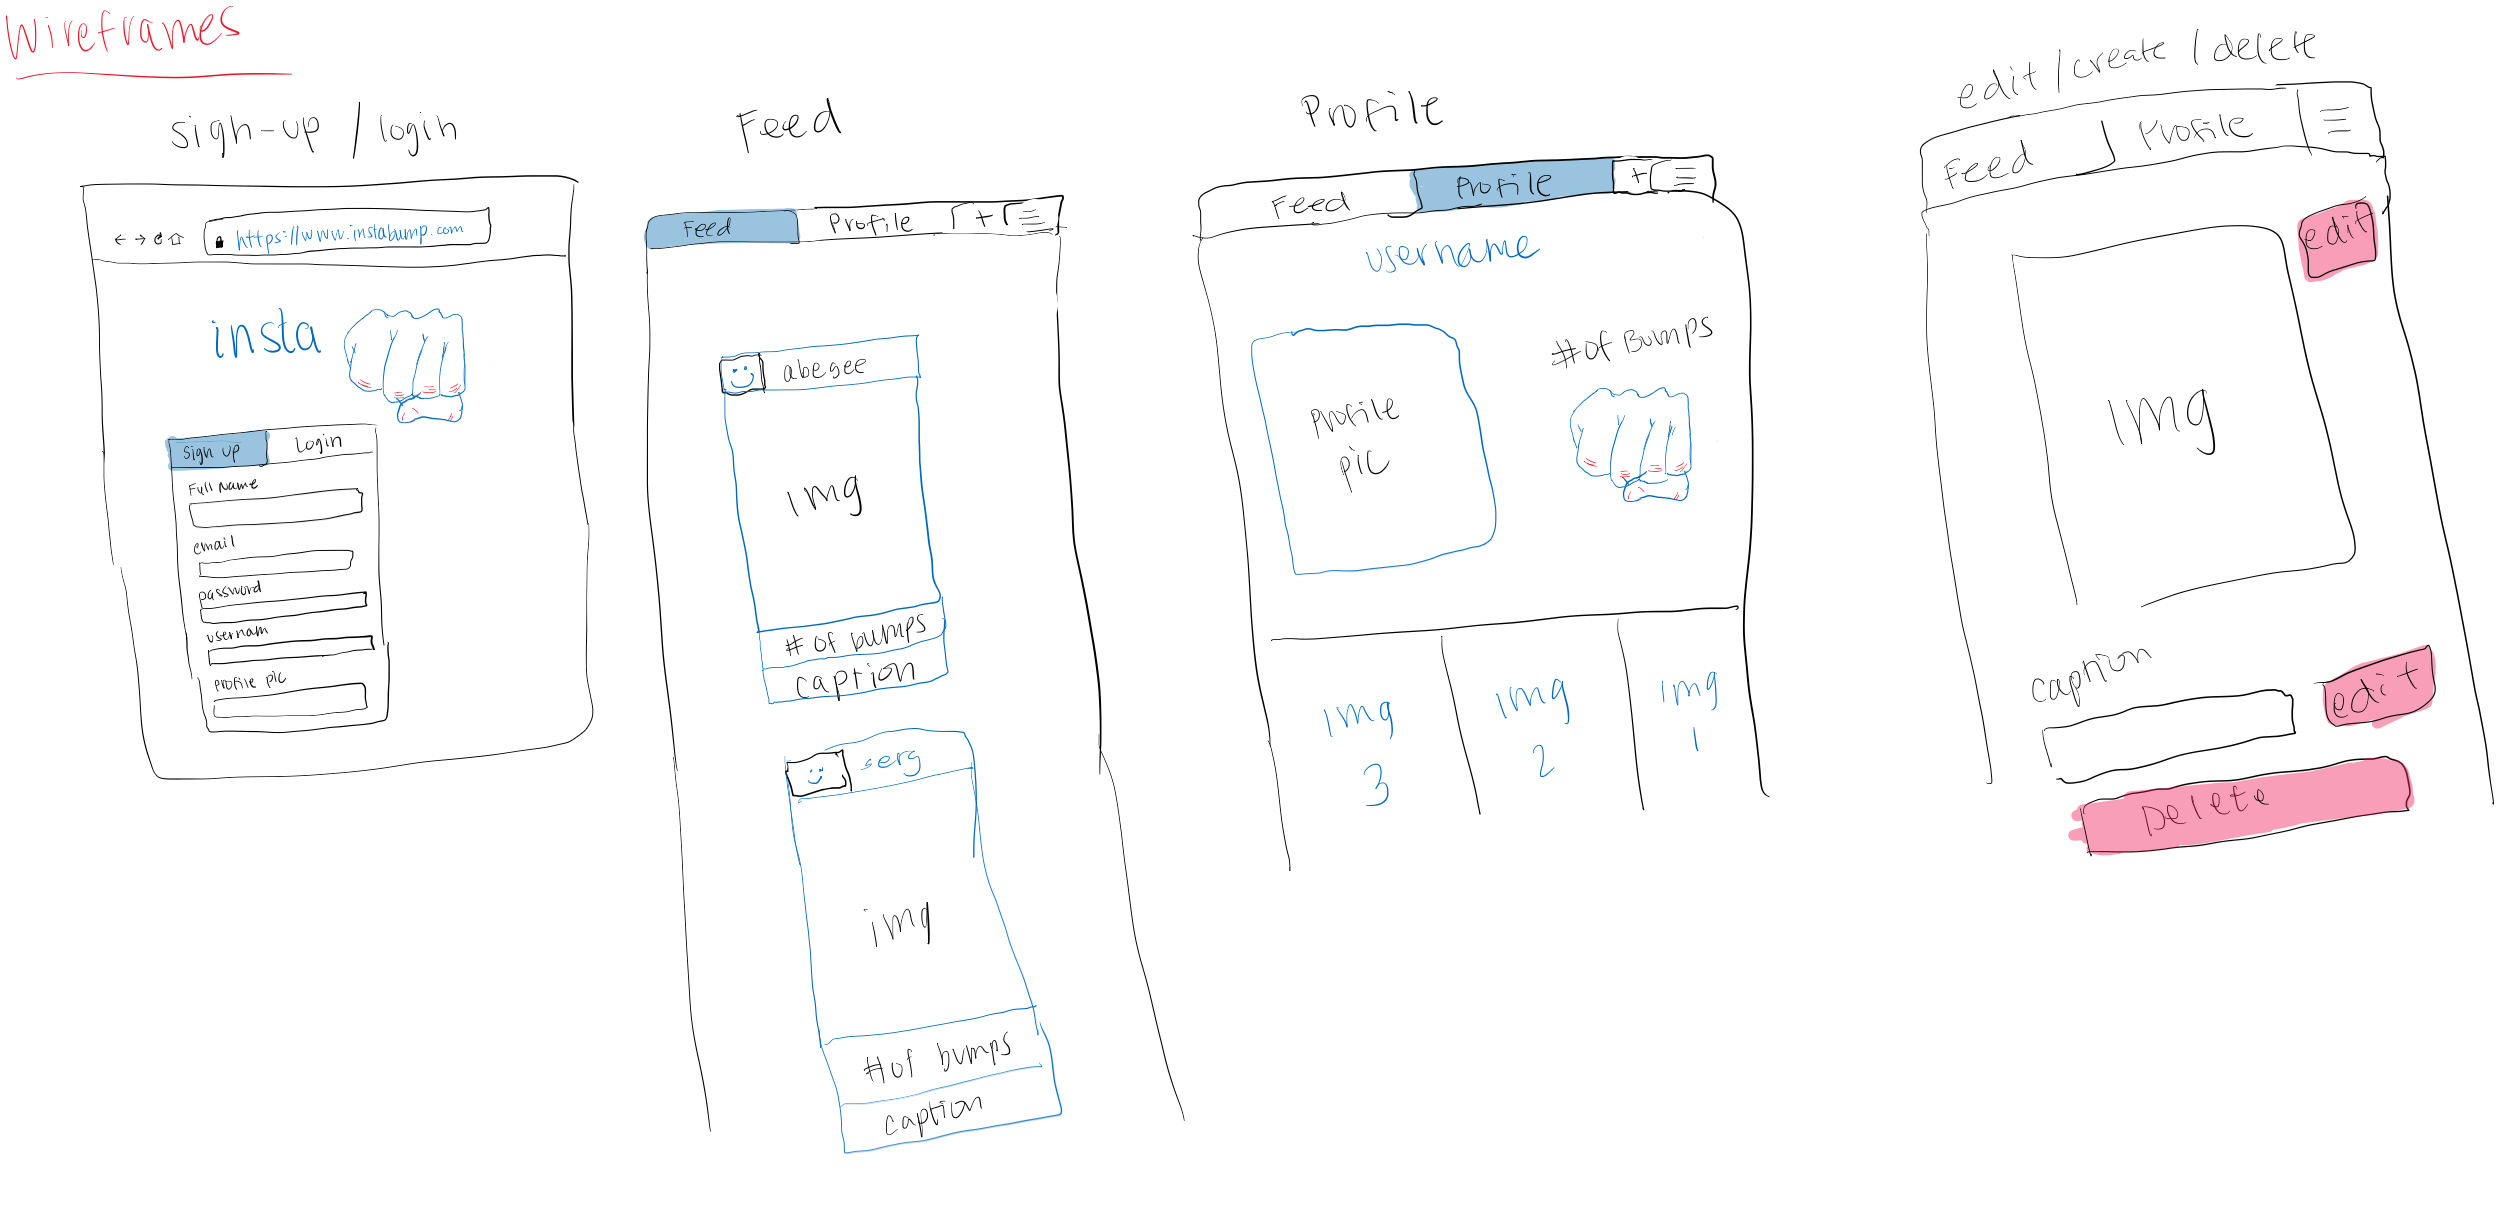 Wireframes
sign-up / login
https://www.instabump.com
insta
sign up
Login
Full Name
email
password
usernam
profile pic
Feed
Feed
Profile
+
abegee
img
# of bumps
caption
serg
img
# of bumps
caption
Profile
Feed
Profile
+
username
profile
pic
# of Bumps
img
3
img
2
img
1
edit / create / delete
Feed
Profile
edit
img
caption
edit
Delete